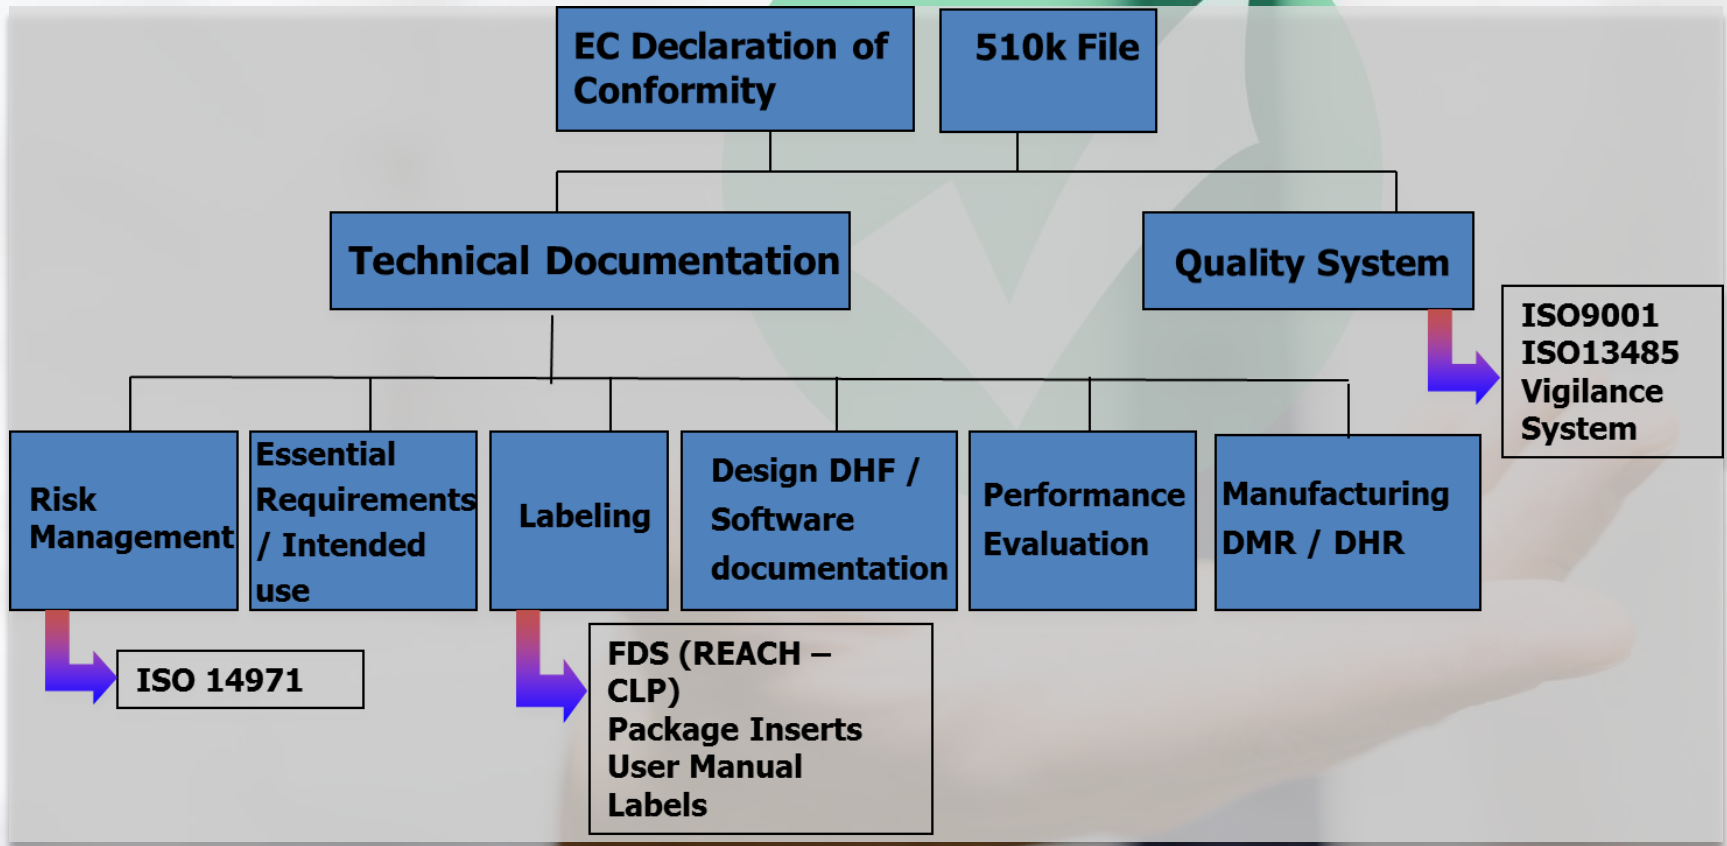 EC Declaration of
Conformity
510k File
Technical Documentation
Quality System
ISO9001
ISO13485
Vigilance
System
Risk
Management
Essential
Requirements
/ Intended
use
Labeling
Design DHF /
Software
documentation
Performance
Evaluation
Manufacturing
DMR / DHR
ISO 14971
FDS (REACH –
CLP)
Package Inserts
User Manual
Labels